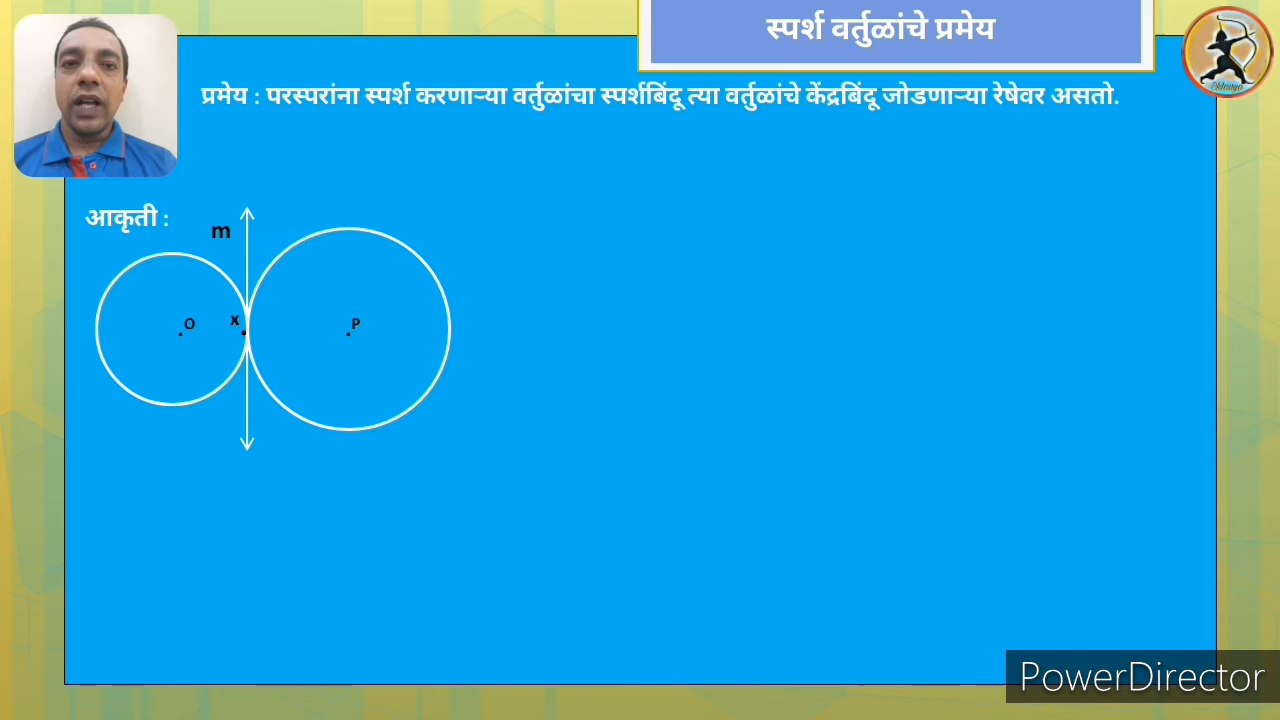 स्पर्श वर्तुळांचे प्रमेय
प्रमेय : परस्परांना स्पर्श करणाऱ्या वर्तुळांचा स्पर्शबिंदू त्या वर्तुळांचे केंद्रबिंदू जोडणाऱ्या रेषेवर असतो.
आकृती :
m
O
x
P
PowerDirector